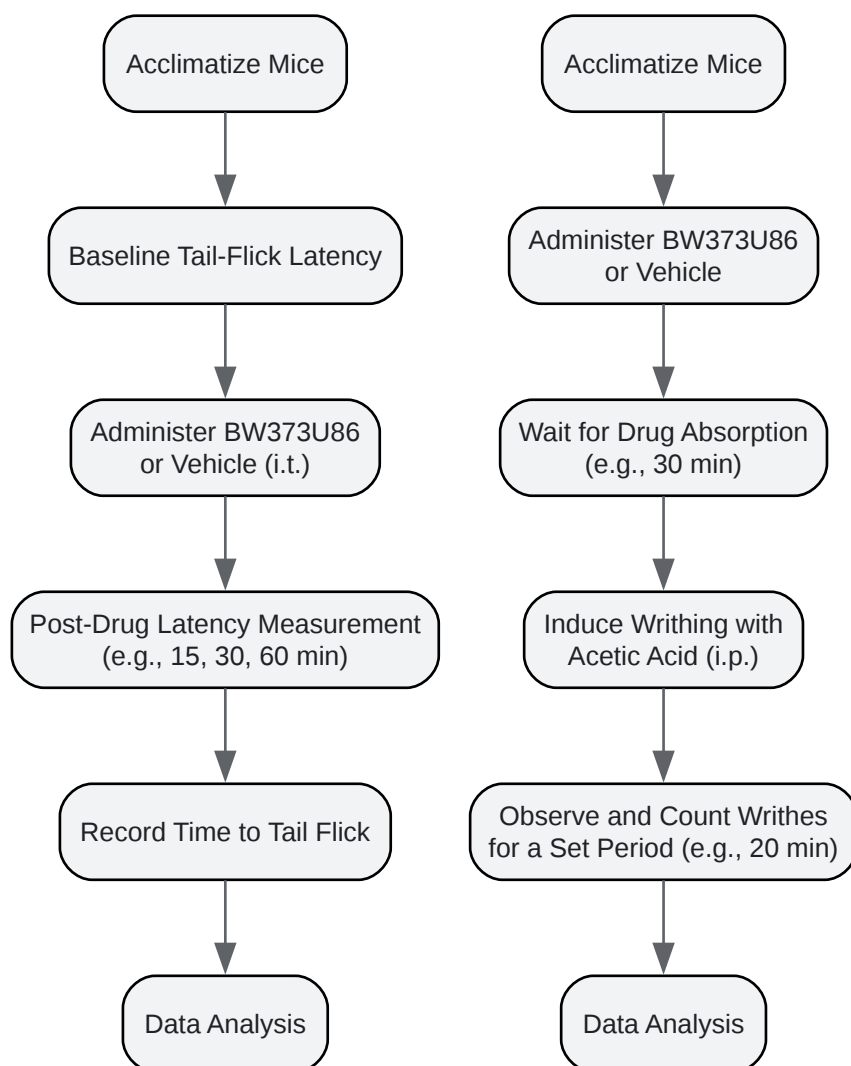 Acclimatize Mice
Baseline Tail-Flick Latency
Administer BW373U86
or Vehicle (i.t.)
Post-Drug Latency Measurement
(e.g., 15, 30, 60 min)
Record Time to Tail Flick
Data Analysis
Acclimatize Mice
Administer BW373U86
or Vehicle
Wait for Drug Absorption
(e.g., 30 min)
Induce Writhing with
Acetic Acid (i.p.)
Observe and Count Writhes
for a Set Period (e.g., 20 min)
Data Analysis